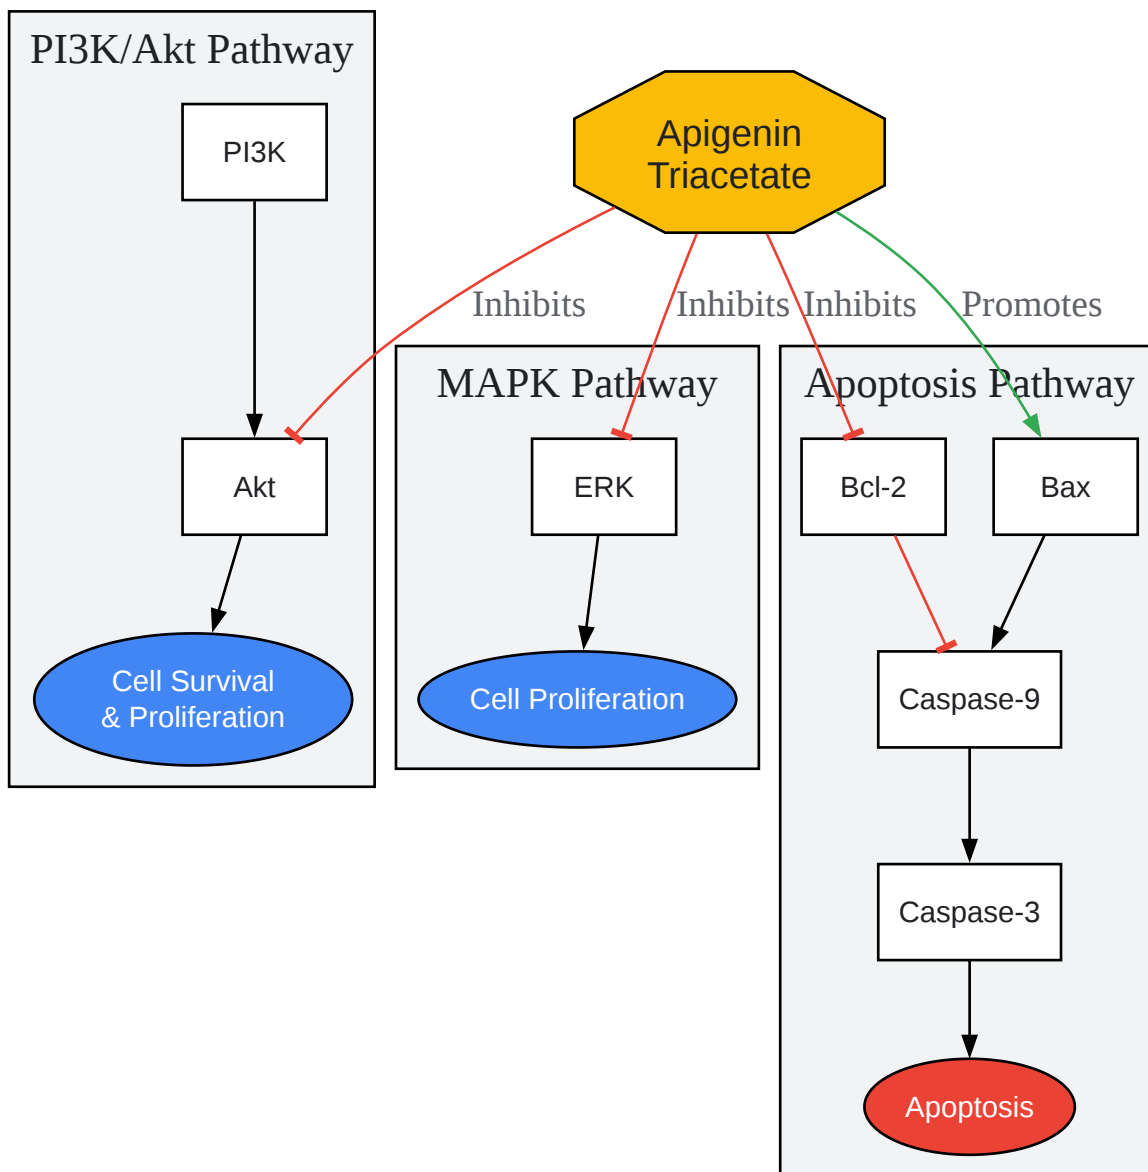 PI3K/Akt Pathway
PI3K
Apigenin
Triacetate
Inhibits
Inhibits
Inhibits
Promotes
MAPK Pathway
Apoptosis Pathway
Akt
ERK
Bcl-2
Bax
Cell Survival
& Proliferation
Cell Proliferation
Caspase-9
Caspase-3
Apoptosis